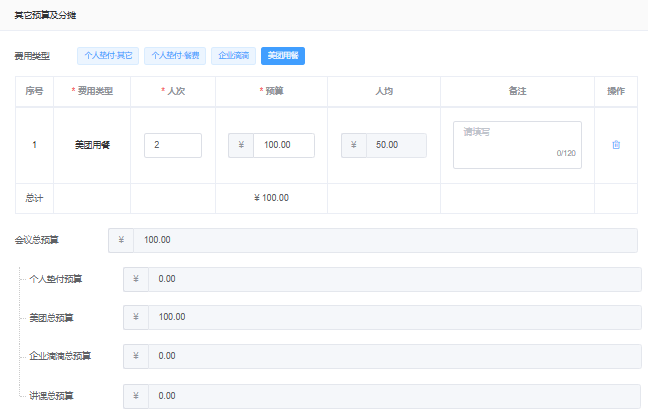 其它预算及分摊
费用类型 个人垫付-其它 个人垫付-餐费 企业滴滴 美团用餐
序号 * 费用类型 * 人次 * 预算 人均 备注 操作
1 美团用餐 2 ¥ 100.00 ¥ 50.00 请填写
0/120
总计 ¥ 100.00
会议总预算 ¥ 100.00
个人垫付预算 ¥ 0.00
美团总预算 ¥ 100.00
企业滴滴总预算 ¥ 0.00
讲课总预算 ¥ 0.00